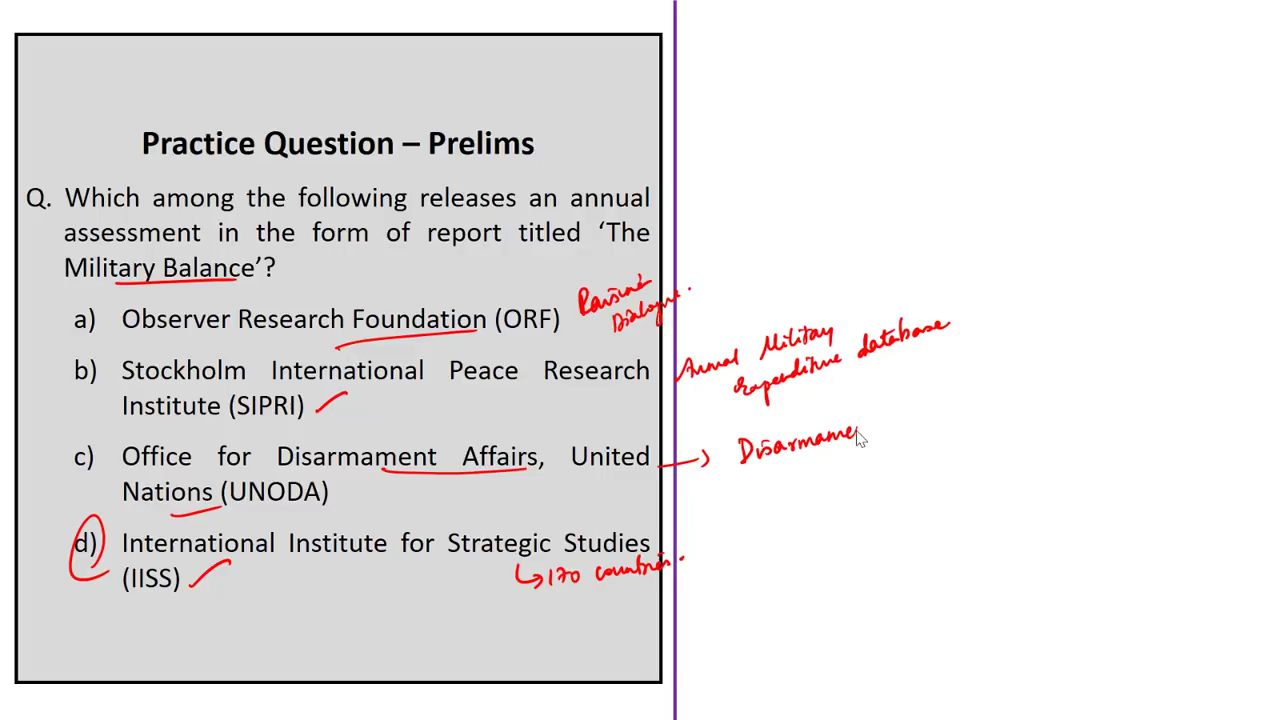 Practice Question – Prelims
Q. Which among the following releases an annual
assessment in the form of report titled ‘The
Military Balance’?
a) Observer Research Foundation (ORF)
Dialogue.
b) Stockholm International Peace Research
Institute (SIPRI)
Annual Military
expenditure database
c) Office for Disarmament Affairs, United
Nations (UNODA)
Disarmame
d) International Institute for Strategic Studies
(IISS)
170 countries.